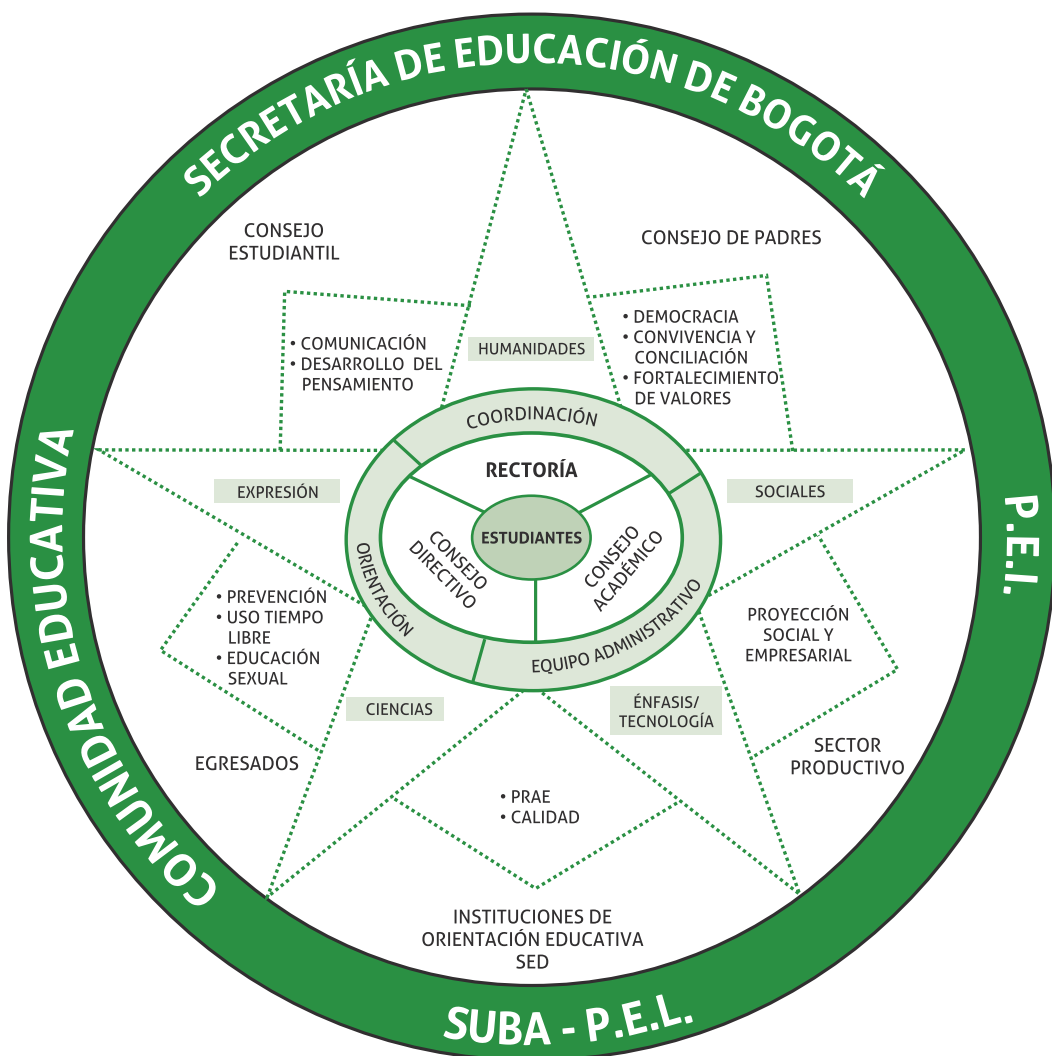 SECRETARÍA DE EDUCACIÓN DE BOGOTÁ
CONSEJO
ESTUDIANTIL
CONSEJO DE PADRES
• COMUNICACIÓN
• DESARROLLO DEL
PENSAMIENTO
HUMANIDADES
• DEMOCRACIA
• CONVIVENCIA Y
CONCILIACIÓN
• FORTALECIMIENTO
DE VALORES
COORDINACIÓN
RECTORÍA
EXPRESIÓN
SOCIALES
ESTUDIANTES
CONSEJO
DIRECTIVO
CONSEJO
ACADÉMICO
ORIENTACIÓN
EQUIPO ADMINISTRATIVO
COMUNIDAD EDUCATIVA
P.E.I.
• PREVENCIÓN
• USO TIEMPO
LIBRE
• EDUCACIÓN
SEXUAL
PROYECCIÓN
SOCIAL Y
EMPRESARIAL
CIENCIAS
ÉNFASIS/
TECNOLOGÍA
EGRESADOS
SECTOR
PRODUCTIVO
• PRAE
• CALIDAD
INSTITUCIONES DE
ORIENTACIÓN EDUCATIVA
SED
SUBA - P.E.L.